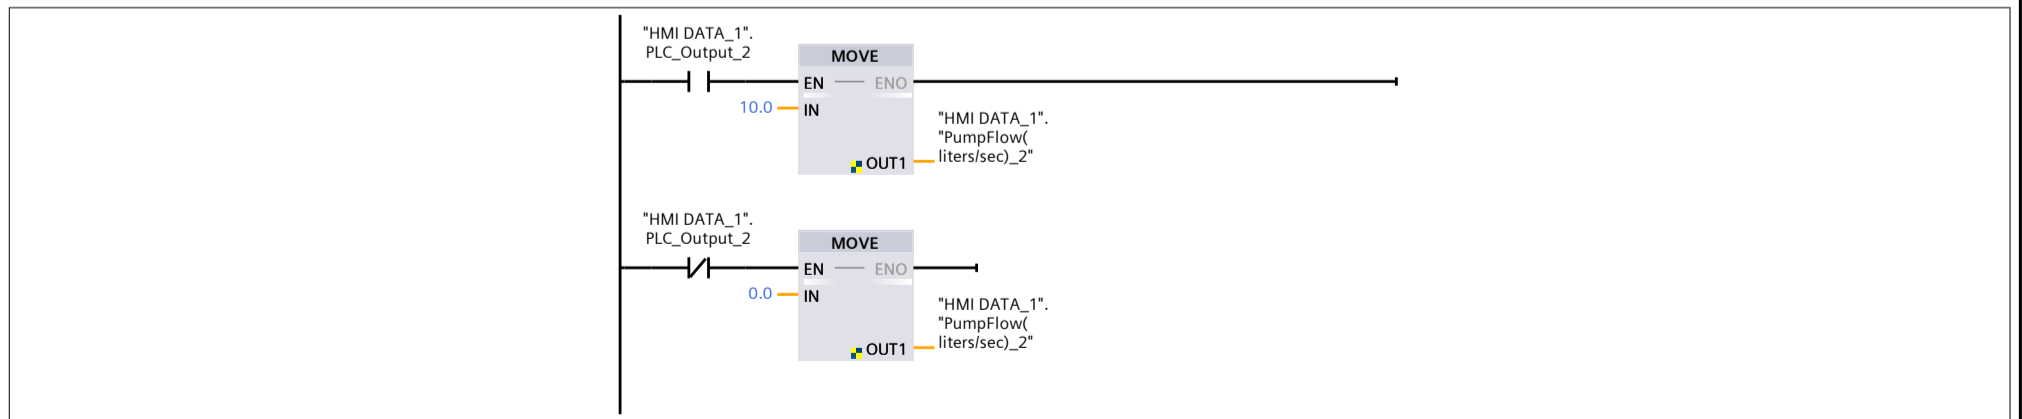 "HMI DATA_1".
PLC_Output_2
MOVE
EN
ENO
10.0
IN
"HMI DATA_1".
"PumpFlow(
liters/sec)_2"
OUT1
"HMI DATA_1".
PLC_Output_2
MOVE
EN
ENO
0.0
IN
"HMI DATA_1".
"PumpFlow(
liters/sec)_2"
OUT1